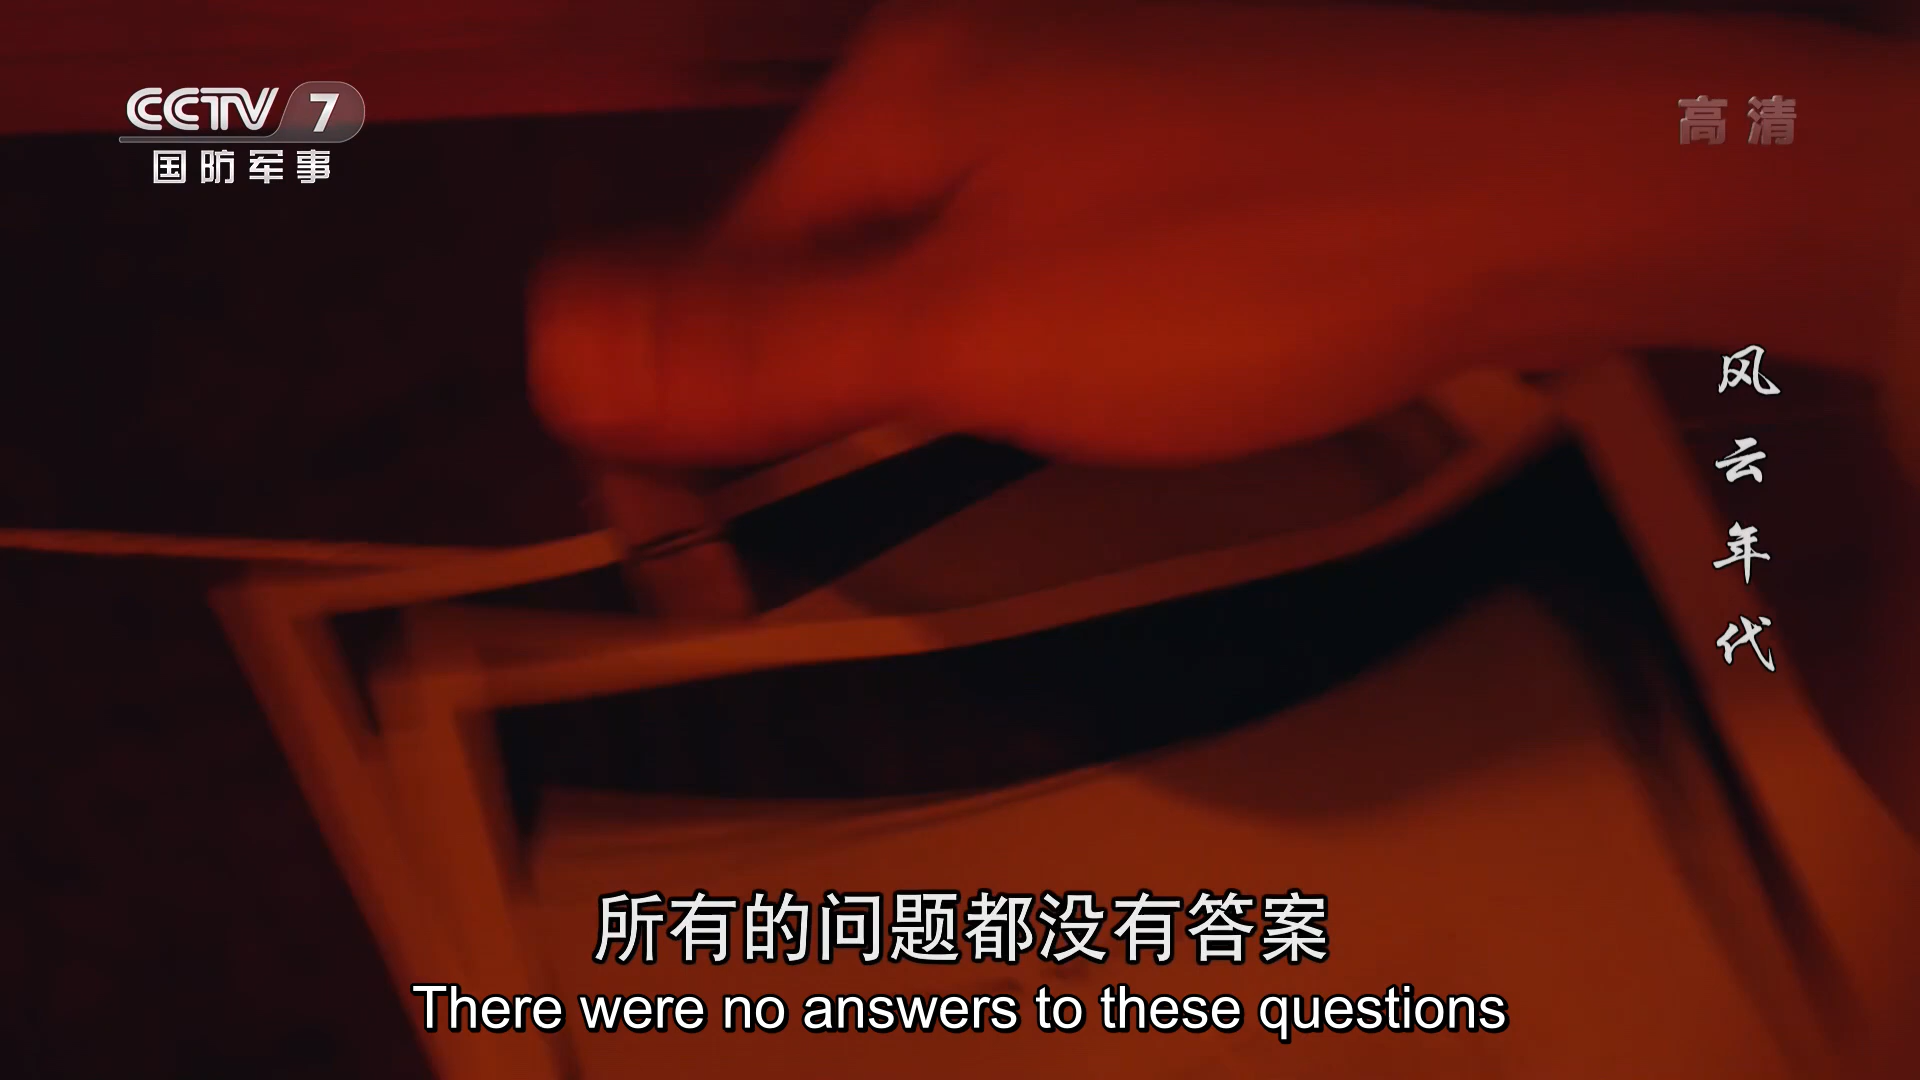 CCTV 7
国防军事
高清
风云年代
所有的问题都没有答案
There were no answers to these questions